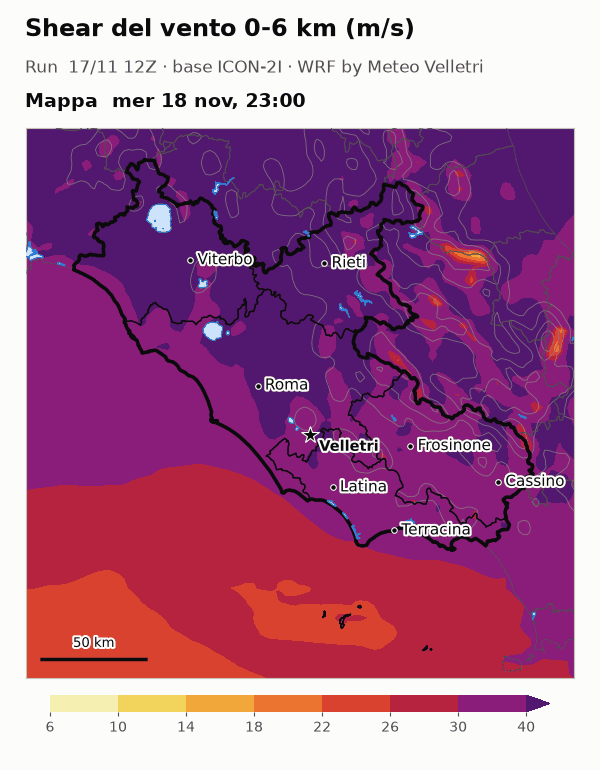 Shear del vento 0-6 km (m/s)
Run 17/11 12Z · base ICON-2I · WRF by Meteo Velletri
Mappa mer 18 nov, 23:00
Viterbo
Rieti
Roma
Velletri
Frosinone
Latina
Cassino
Terracina
50 km
6 10 14 18 22 26 30 40